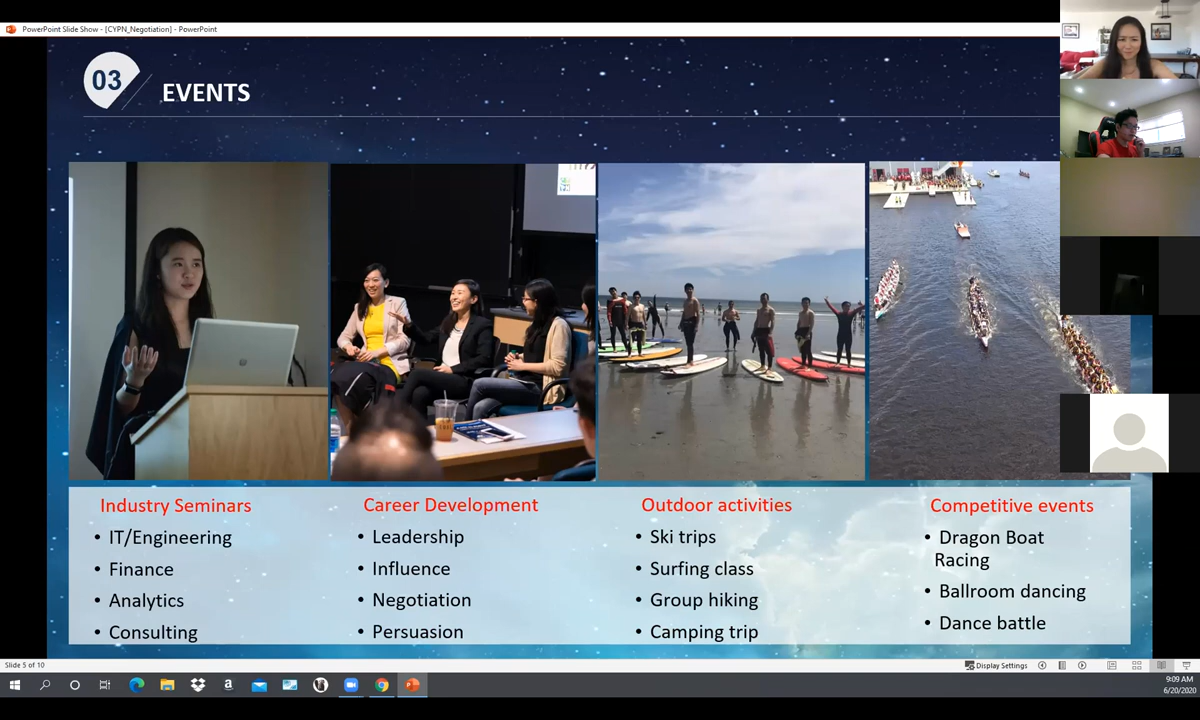 PowerPoint Slide Show - [CYPN_Negotiation] - PowerPoint
03
EVENTS
Industry Seminars
• IT/Engineering
• Finance
• Analytics
• Consulting
Career Development
• Leadership
• Influence
• Negotiation
• Persuasion
Outdoor activities
• Ski trips
• Surfing class
• Group hiking
• Camping trip
Competitive events
• Dragon Boat
Racing
• Ballroom dancing
• Dance battle
Slide 5 of 10
Display Settings
9:09 AM
6/20/2020